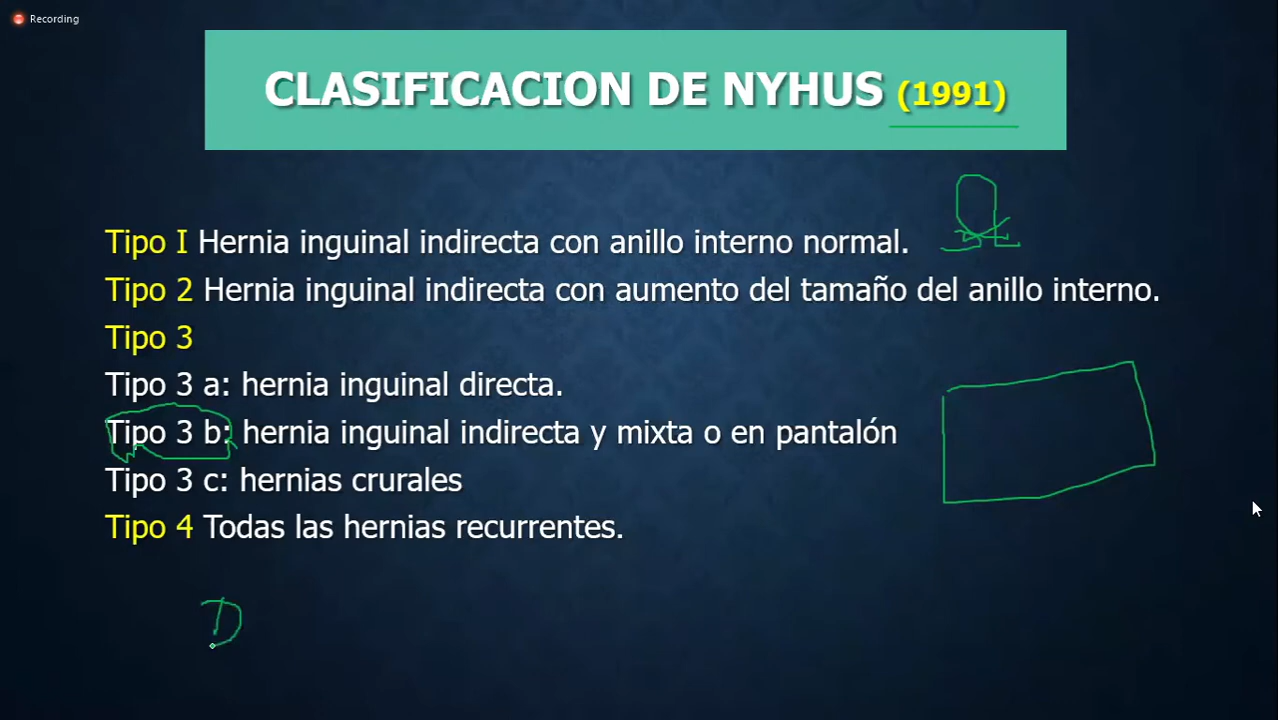 Recording
CLASIFICACION DE NYHUS (1991)
Tipo I Hernia inguinal indirecta con anillo interno normal.
Tipo 2 Hernia inguinal indirecta con aumento del tamaño del anillo interno.
Tipo 3
Tipo 3 a: hernia inguinal directa.
Tipo 3 b: hernia inguinal indirecta y mixta o en pantalón
Tipo 3 c: hernias crurales
Tipo 4 Todas las hernias recurrentes.
D